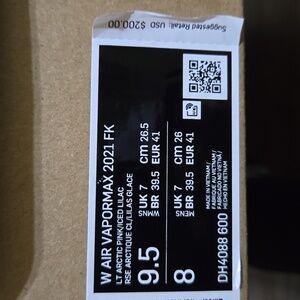 Suggested Retail: USD $200.00
W AIR VAPORMAX 2021 FK
LT ARCTIC PINK/ICED LILAC
RSE ARCTIQUE CL/LILAS GLACE
9.5
WMNS
UK 7 cm 26.5
BR 39.5 EUR 41
8
MENS
UK 7 cm 26
BR 39.5 EUR 41
DH4088 600
MADE IN VIETNAM/
FABRIQUÉ AU VIETNAM/
FABRICADO NO VIETNÃ/
HECHO EN VIETNAM